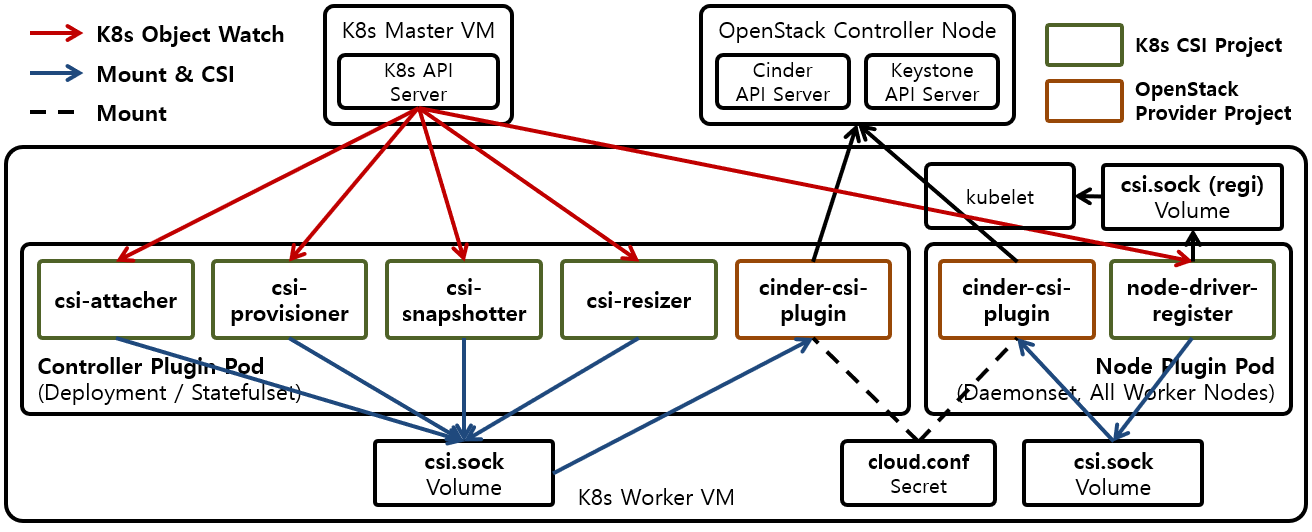 K8s Object Watch
Mount & CSI
Mount
K8s Master VM
K8s API
Server
OpenStack Controller Node
Cinder
API Server
Keystone
API Server
K8s CSI Project
OpenStack
Provider Project
kubelet
csi.sock (regi)
Volume
csi-attacher
csi-
provisioner
csi-
snapshotter
csi-resizer
cinder-csi-
plugin
cinder-csi-
plugin
node-driver-
register
Controller Plugin Pod
(Deployment / Statefulset)
Node Plugin Pod
(Daemonset, All Worker Nodes)
csi.sock
Volume
K8s Worker VM
cloud.conf
Secret
csi.sock
Volume